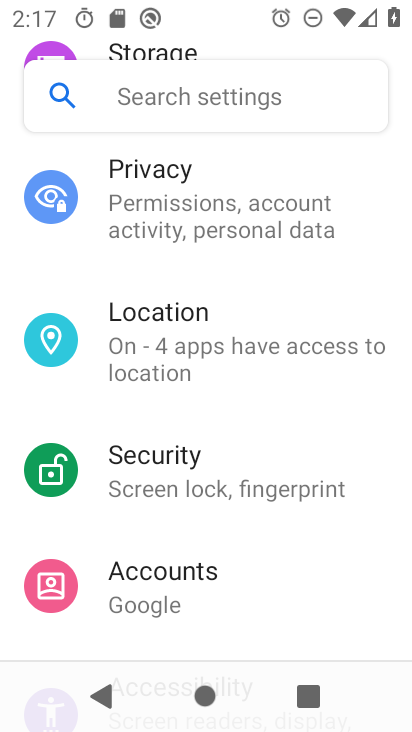 2:17
Storage
Search settings
Privacy
Permissions, account
activity, personal data
Location
On - 4 apps have access to
location
Security
Screen lock, fingerprint
Accounts
Google
Accessibility
Screen readers, display,